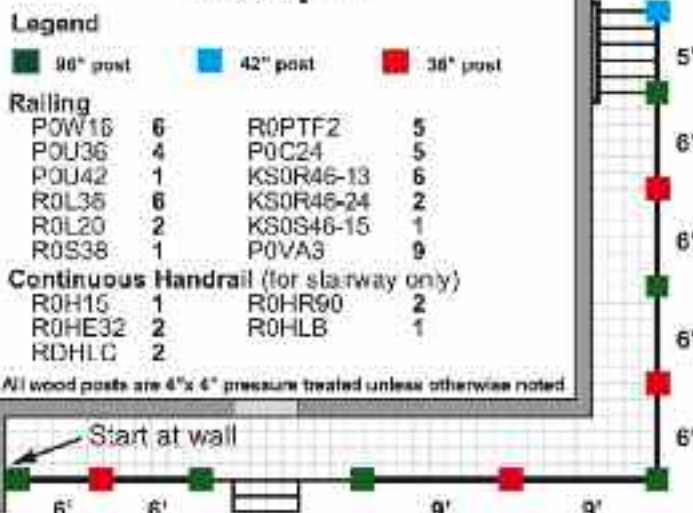 Legend
96" post 42" post 36" post
Railing
P0W16 6 R0PTF2 5
P0U36 4 P0C24 5
P0U42 1 KS0R46-13 6
R0L36 6 KS0R46-24 2
R0L20 2 KS0S46-15 1
R0S38 1 P0VA3 9
Continuous Handrail (for stairway only)
R0H15 1 R0HR90 2
R0HE32 2 R0HLB 1
RDHLC 2
All wood posts are 4"x 4" pressure treated unless otherwise noted
Start at wall
5'
6'
6'
6'
6'
6' 6' 9' 9'